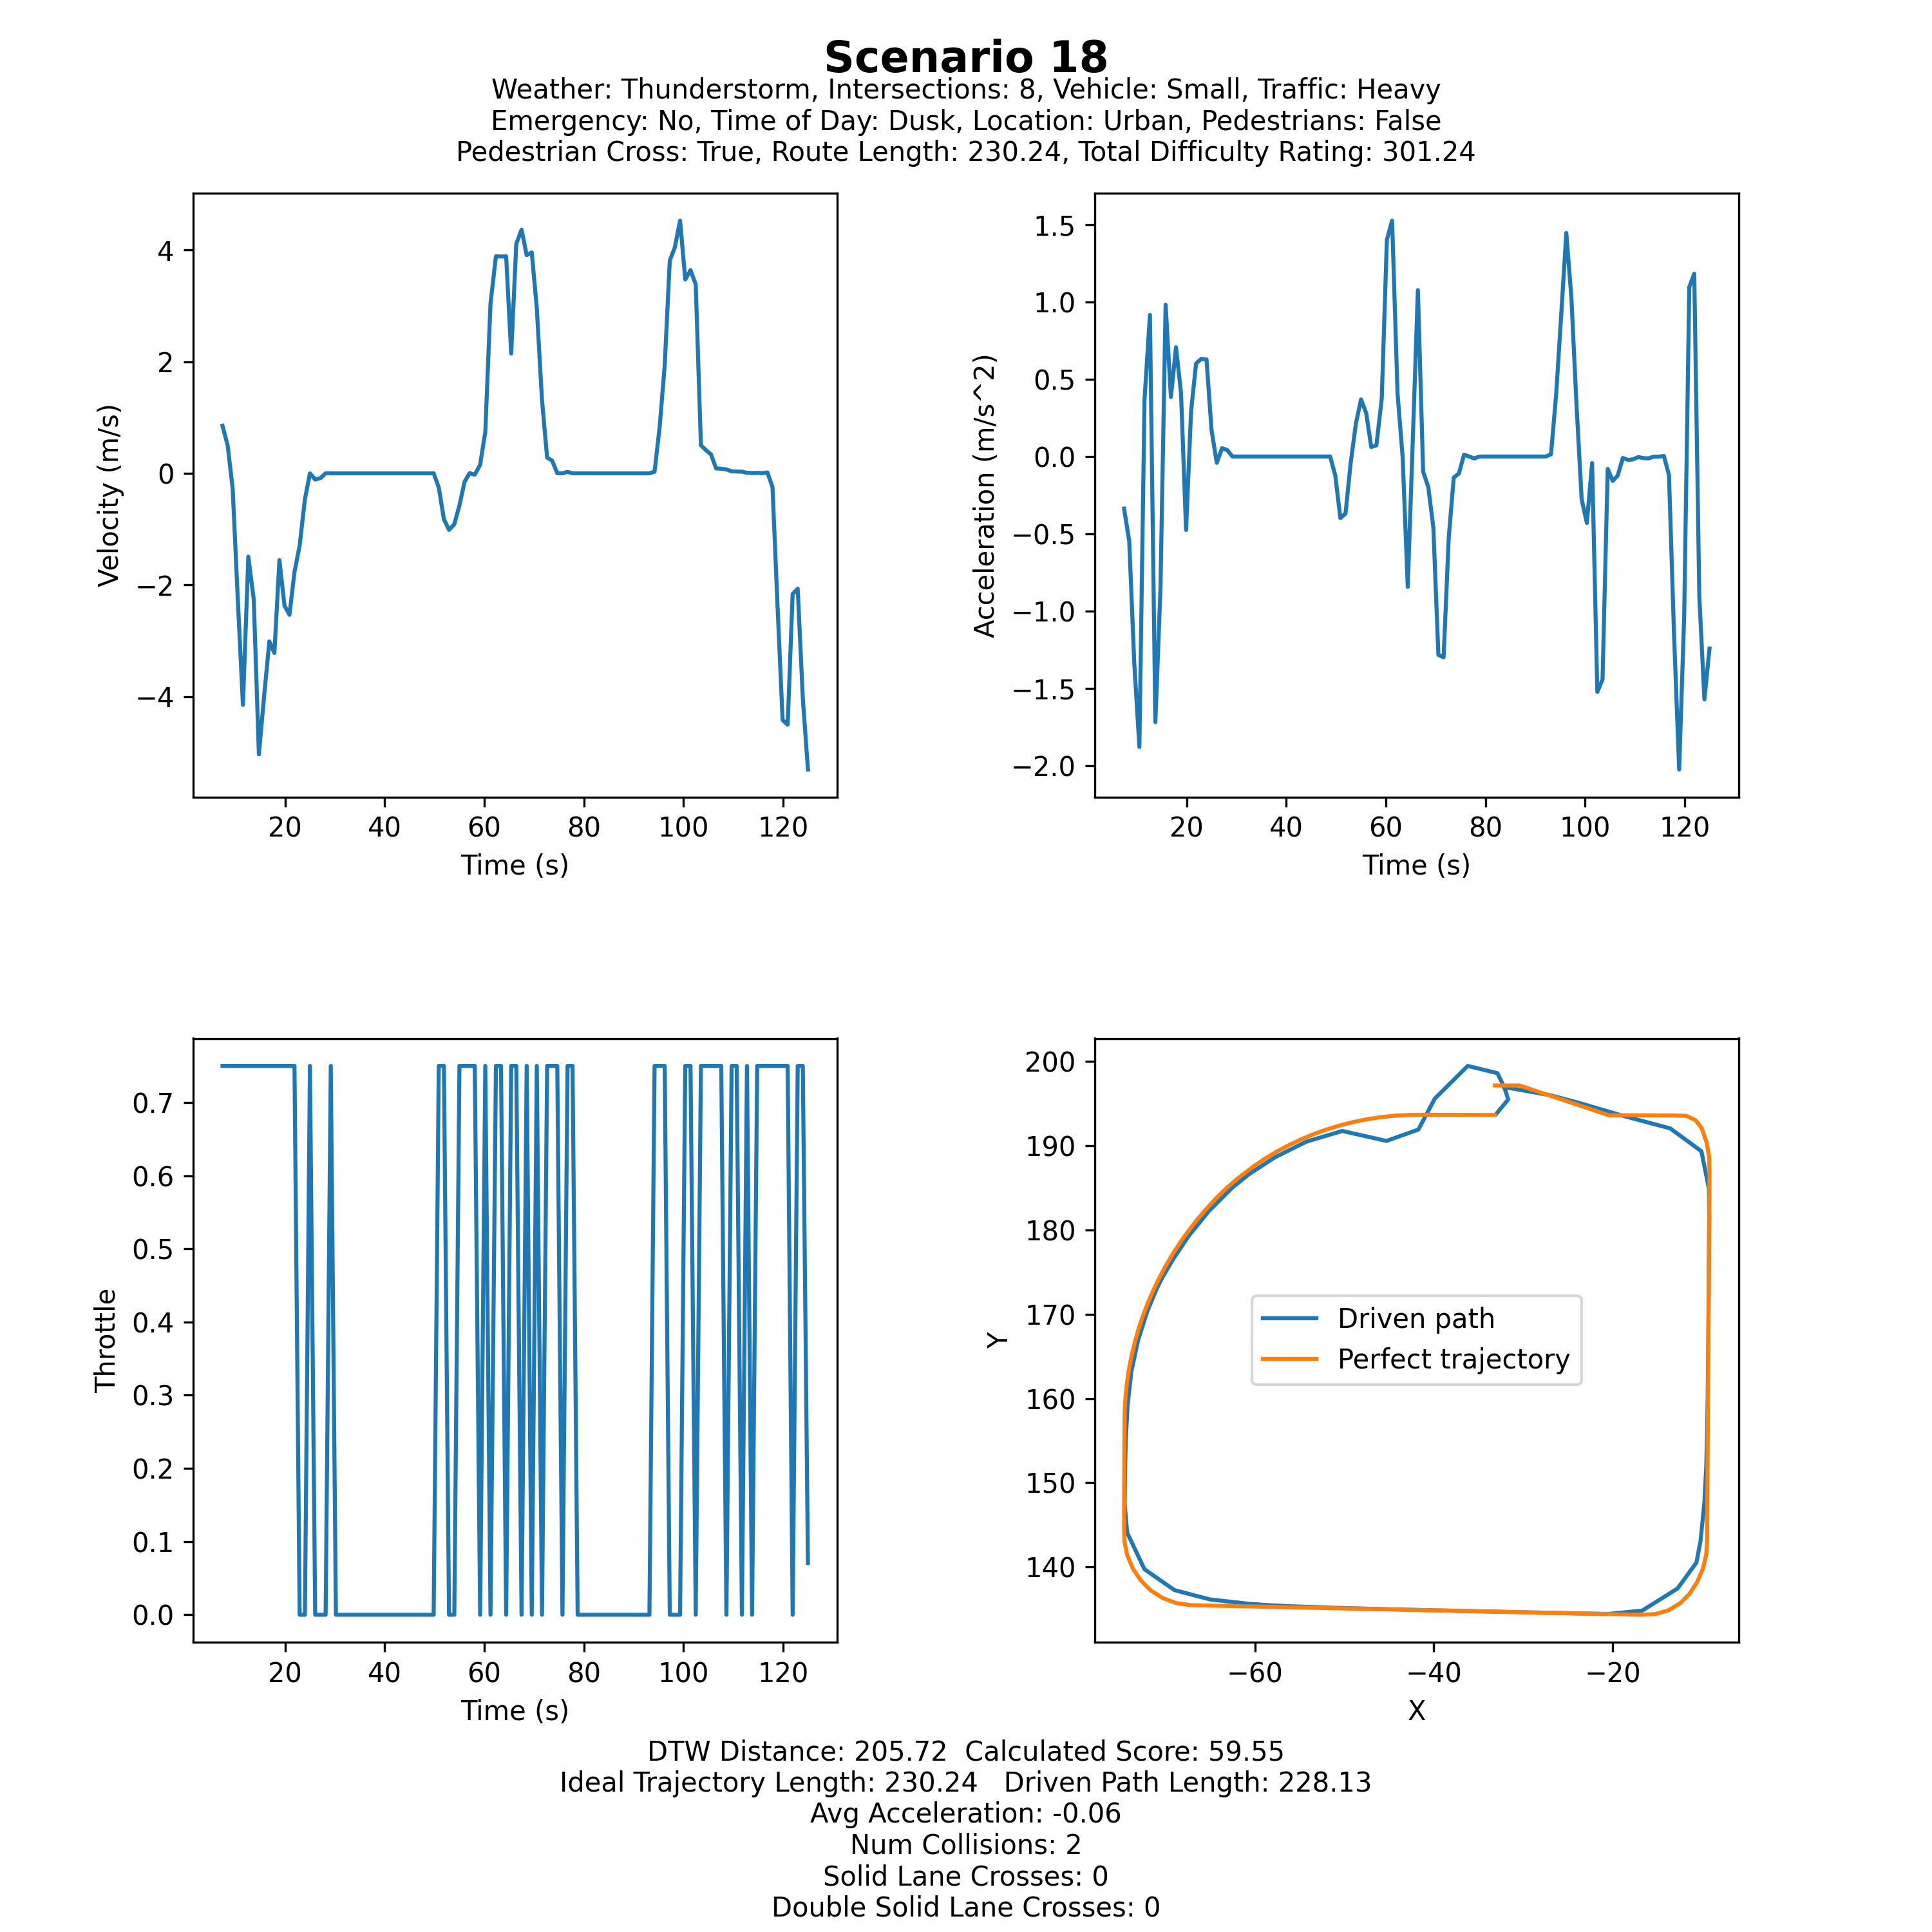 Scenario 18
Weather: Thunderstorm, Intersections: 8, Vehicle: Small, Traffic: Heavy
Emergency: No, Time of Day: Dusk, Location: Urban, Pedestrians: False
Pedestrian Cross: True, Route Length: 230.24, Total Difficulty Rating: 301.24
Velocity (m/s)
4
2
0
−2
−4
20 40 60 80 100 120
Time (s)
Acceleration (m/s^2)
1.5
1.0
0.5
0.0
−0.5
−1.0
−1.5
−2.0
20 40 60 80 100 120
Time (s)
Throttle
0.7
0.6
0.5
0.4
0.3
0.2
0.1
0.0
20 40 60 80 100 120
Time (s)
Y
200
190
180
170
160
150
140
Driven path
Perfect trajectory
−60 −40 −20
X
DTW Distance: 205.72  Calculated Score: 59.55
Ideal Trajectory Length: 230.24   Driven Path Length: 228.13
Avg Acceleration: -0.06
Num Collisions: 2
Solid Lane Crosses: 0
Double Solid Lane Crosses: 0